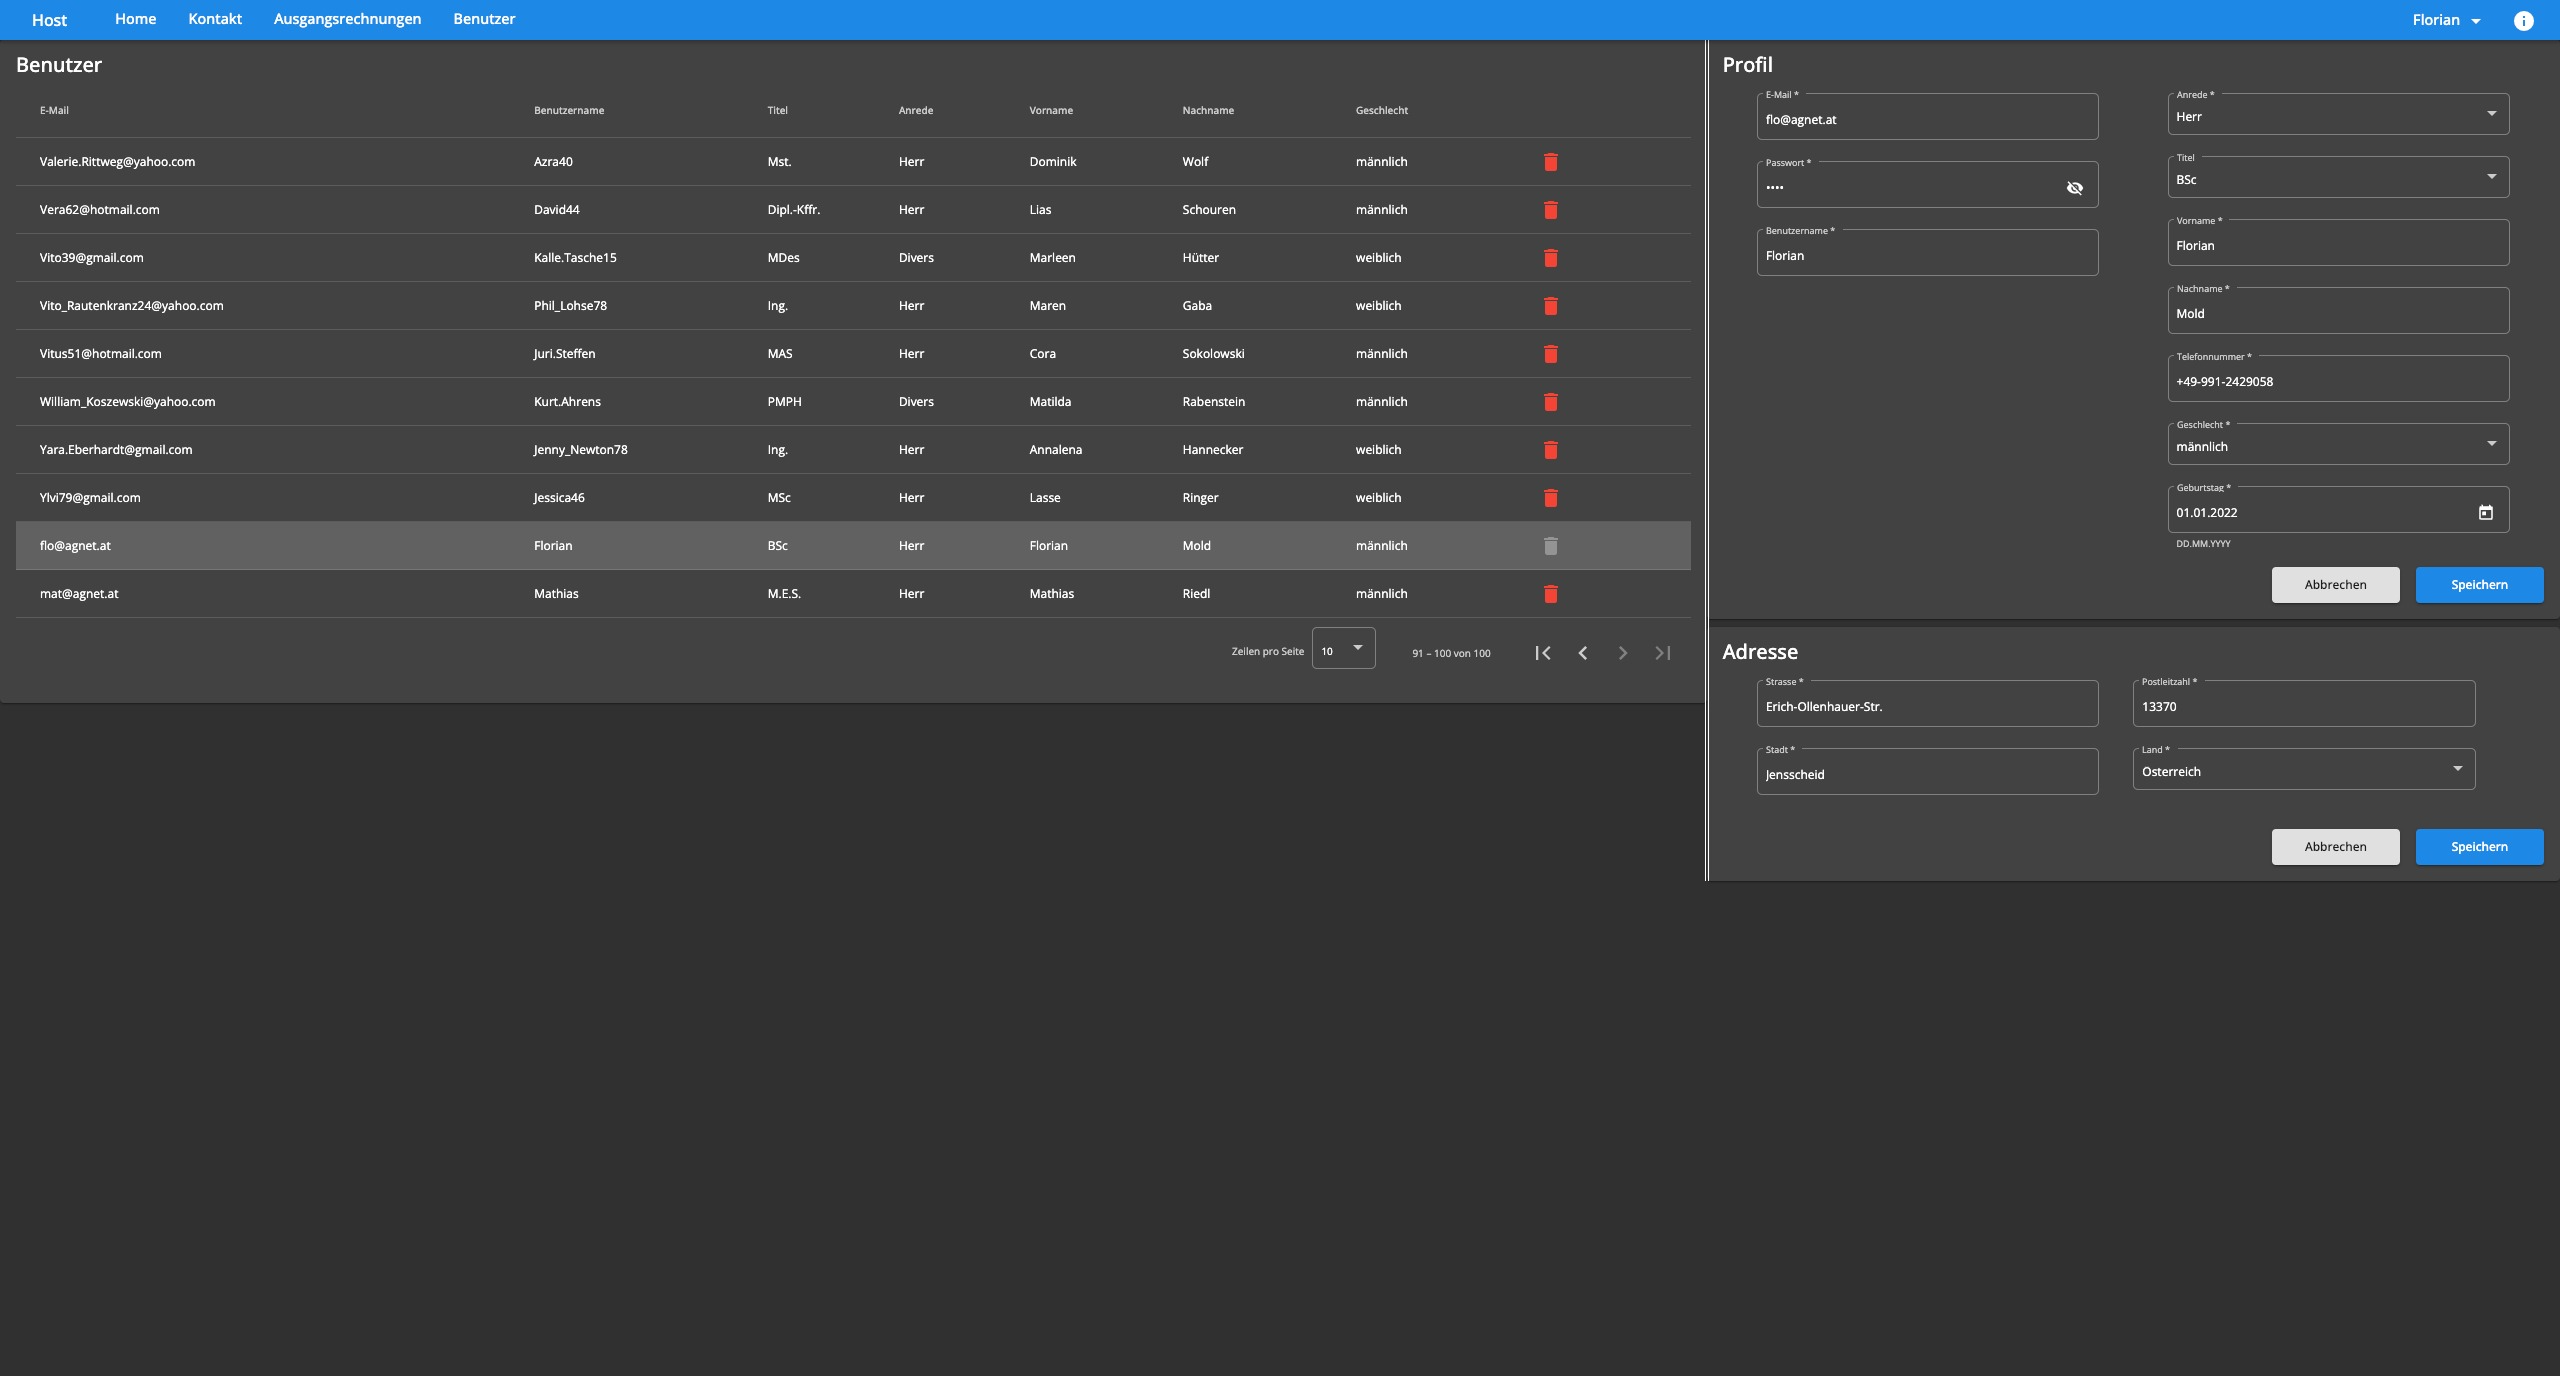 Host Home Kontakt Ausgangsrechnungen Benutzer Florian
Benutzer
E-Mail Benutzername Titel Anrede Vorname Nachname Geschlecht
Valerie.Rittweg@yahoo.com Azra40 Mst. Herr Dominik Wolf männlich
Vera62@hotmail.com David44 Dipl.-Kffr. Herr Lias Schouren männlich
Vito39@gmail.com Kalle.Tasche15 MDes Divers Marleen Hütter weiblich
Vito_Rautenkranz24@yahoo.com Phil_Lohse78 Ing. Herr Maren Gaba weiblich
Vitus51@hotmail.com Juri.Steffen MAS Herr Cora Sokolowski männlich
William_Koszewski@yahoo.com Kurt.Ahrens PMPH Divers Matilda Rabenstein männlich
Yara.Eberhardt@gmail.com Jenny_Newton78 Ing. Herr Annalena Hannecker weiblich
Ylvi79@gmail.com Jessica46 MSc Herr Lasse Ringer weiblich
flo@agnet.at Florian BSc Herr Florian Mold männlich
mat@agnet.at Mathias M.E.S. Herr Mathias Riedl männlich
Zeilen pro Seite 10 91 – 100 von 100
Profil
E-Mail *
flo@agnet.at
Passwort *
••••
Benutzername *
Florian
Anrede *
Herr
Titel
BSc
Vorname *
Florian
Nachname *
Mold
Telefonnummer *
+49-991-2429058
Geschlecht *
männlich
Geburtstag *
01.01.2022
DD.MM.YYYY
Abbrechen Speichern
Adresse
Strasse *
Erich-Ollenhauer-Str.
Postleitzahl *
13370
Stadt *
Jensscheid
Land *
Österreich
Abbrechen Speichern